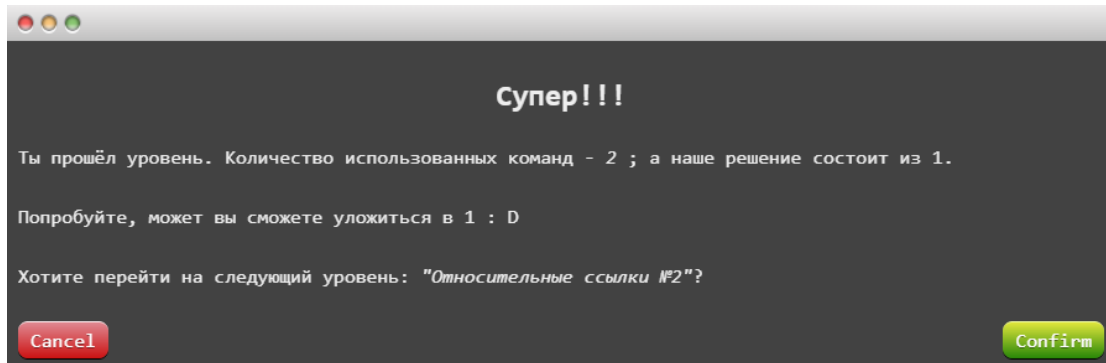 Супер!!!
Ты прошёл уровень. Количество использованных команд - 2 ; а наше решение состоит из 1.
Попробуйте, может вы сможете уложиться в 1 : D
Хотите перейти на следующий уровень: "Относительные ссылки №2"?
Cancel
Confirm